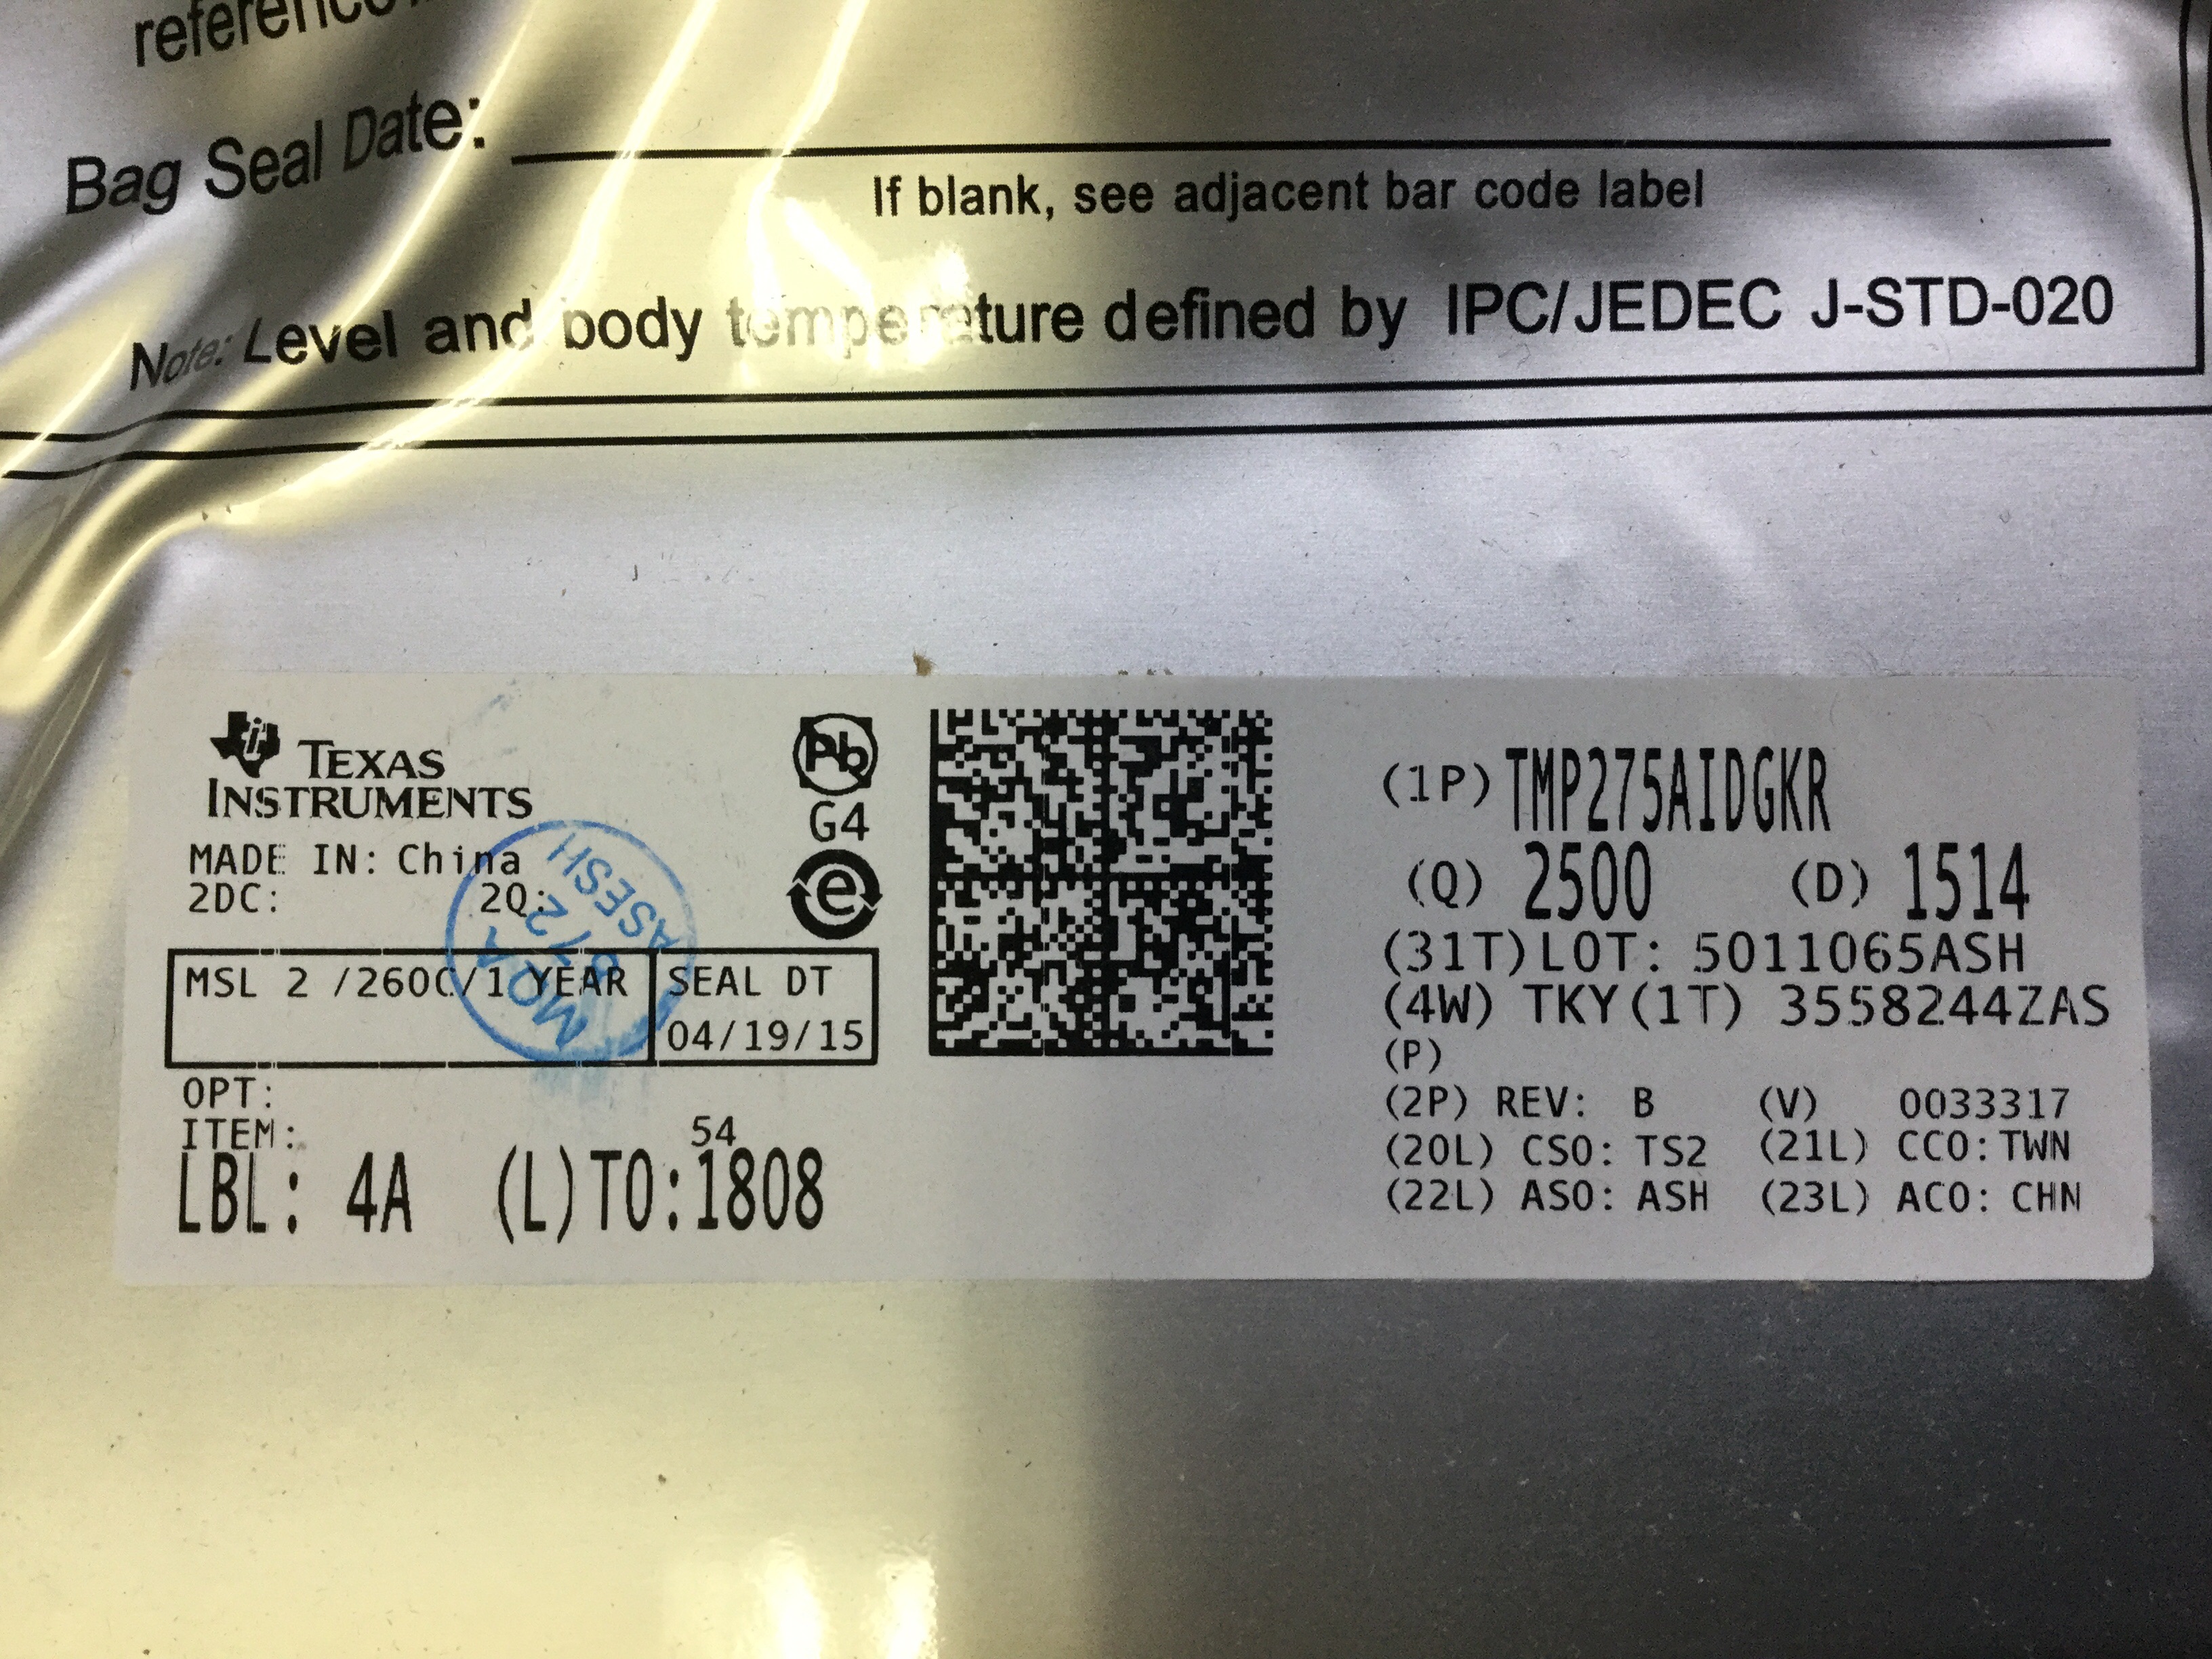 Bag Seal Date:
If blank, see adjacent bar code label
Note: Level and body temperature defined by IPC/JEDEC J-STD-020
TEXAS
INSTRUMENTS
MADE IN: China
2DC: 2Q:
MSL 2 /260C/1 YEAR
SEAL DT
04/19/15
OPT:
ITEM:
54
LBL: 4A (L)TO:1808
Pb
G4
e
ASESH
(1P) TMP275AIDGKR
(Q) 2500 (D) 1514
(31T)LOT: 5011065ASH
(4W) TKY(1T) 3558244ZAS
(P)
(2P) REV: B (V) 0033317
(20L) CSO: TS2 (21L) CCO:TWN
(22L) ASO: ASH (23L) ACO: CHN